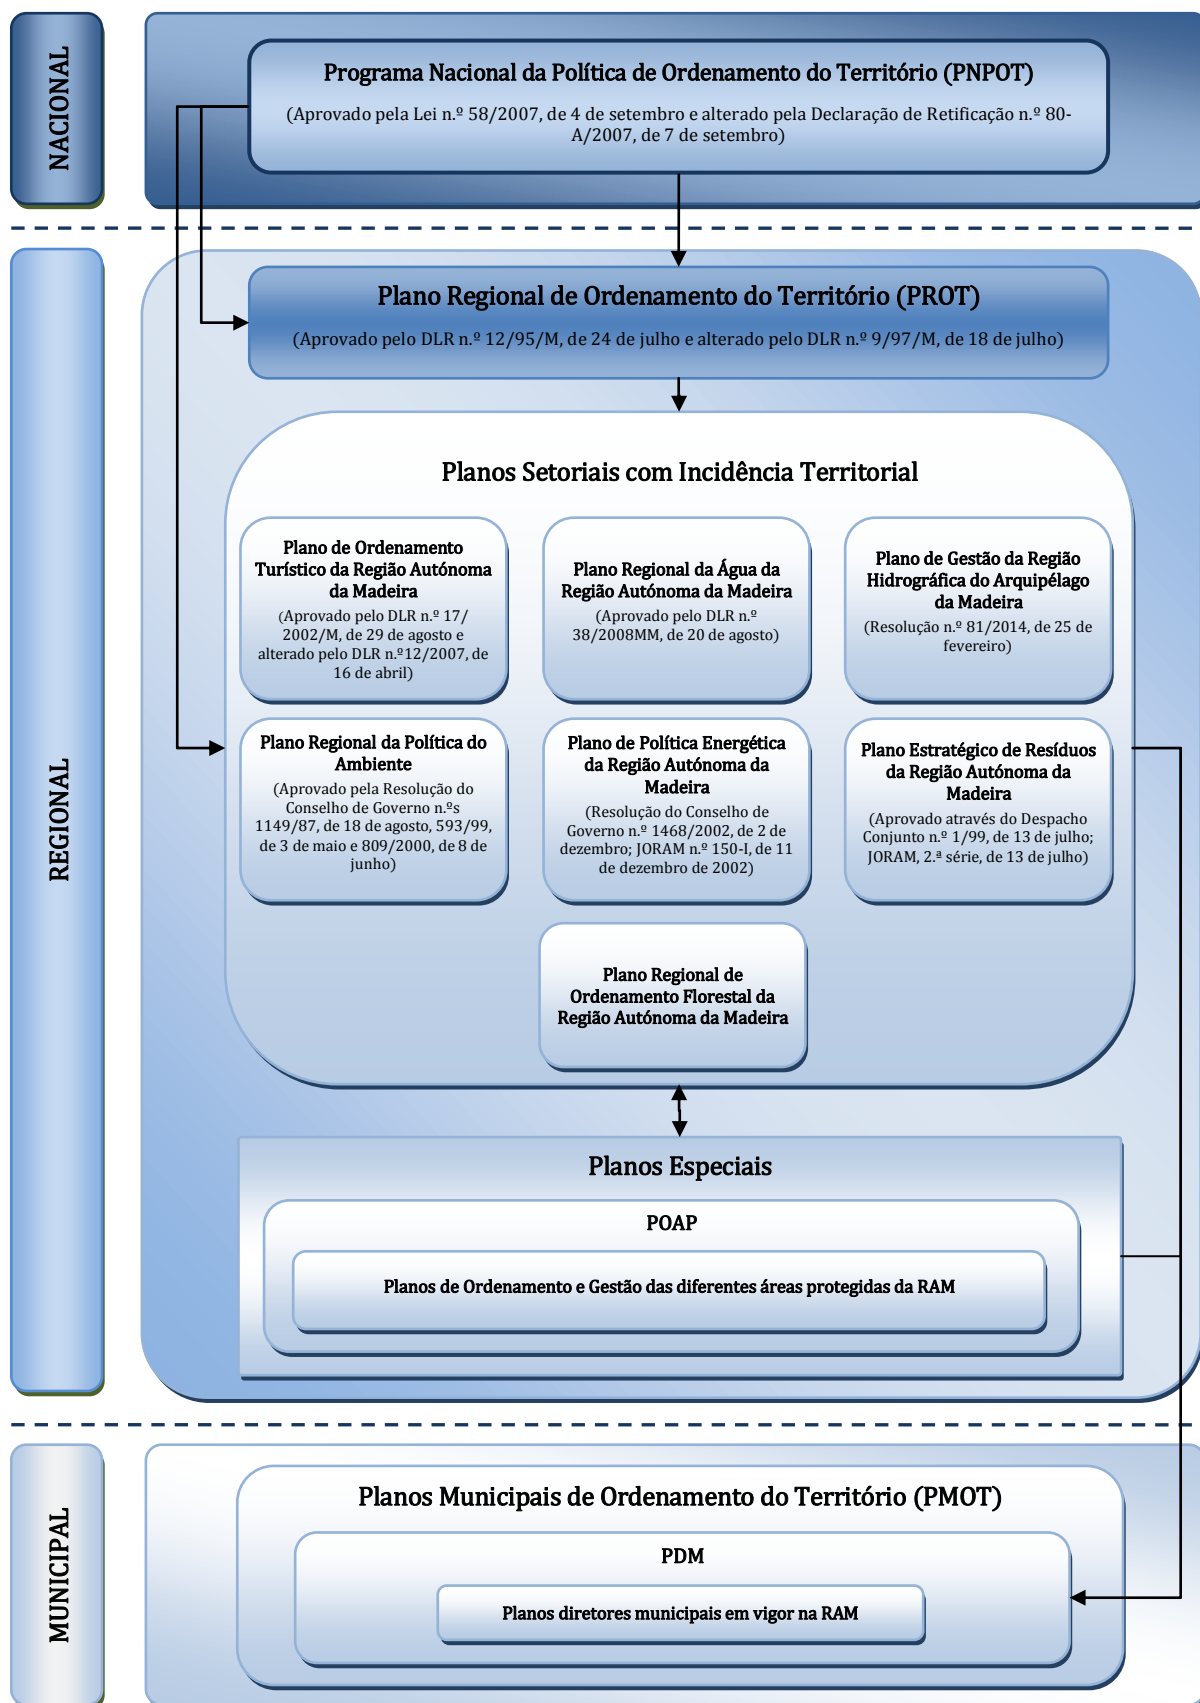 NACIONAL
Programa Nacional da Política de Ordenamento do Território (PNPOT)
(Aprovado pela Lei n.º 58/2007, de 4 de setembro e alterado pela Declaração de Retificação n.º 80-
A/2007, de 7 de setembro)
REGIONAL
Plano Regional de Ordenamento do Território (PROT)
(Aprovado pelo DLR n.º 12/95/M, de 24 de julho e alterado pelo DLR n.º 9/97/M, de 18 de julho)
Planos Setoriais com Incidência Territorial
Plano de Ordenamento
Turístico da Região Autónoma
da Madeira
(Aprovado pelo DLR n.º 17/
2002/M, de 29 de agosto e
alterado pelo DLR n.º12/2007, de
16 de abril)
Plano Regional da Água da
Região Autónoma da Madeira
(Aprovado pelo DLR n.º
38/2008MM, de 20 de agosto)
Plano de Gestão da Região
Hidrográfica do Arquipélago
da Madeira
(Resolução n.º 81/2014, de 25 de
fevereiro)
Plano Regional da Política do
Ambiente
(Aprovado pela Resolução do
Conselho de Governo n.ºs
1149/87, de 18 de agosto, 593/99,
de 3 de maio e 809/2000, de 8 de
junho)
Plano de Política Energética
da Região Autónoma da
Madeira
(Resolução do Conselho de
Governo n.º 1468/2002, de 2 de
dezembro; JORAM n.º 150-I, de 11
de dezembro de 2002)
Plano Estratégico de Resíduos
da Região Autónoma da
Madeira
(Aprovado através do Despacho
Conjunto n.º 1/99, de 13 de julho;
JORAM, 2.ª série, de 13 de julho)
Plano Regional de
Ordenamento Florestal da
Região Autónoma da Madeira
Planos Especiais
POAP
Planos de Ordenamento e Gestão das diferentes áreas protegidas da RAM
MUNICIPAL
Planos Municipais de Ordenamento do Território (PMOT)
PDM
Planos diretores municipais em vigor na RAM